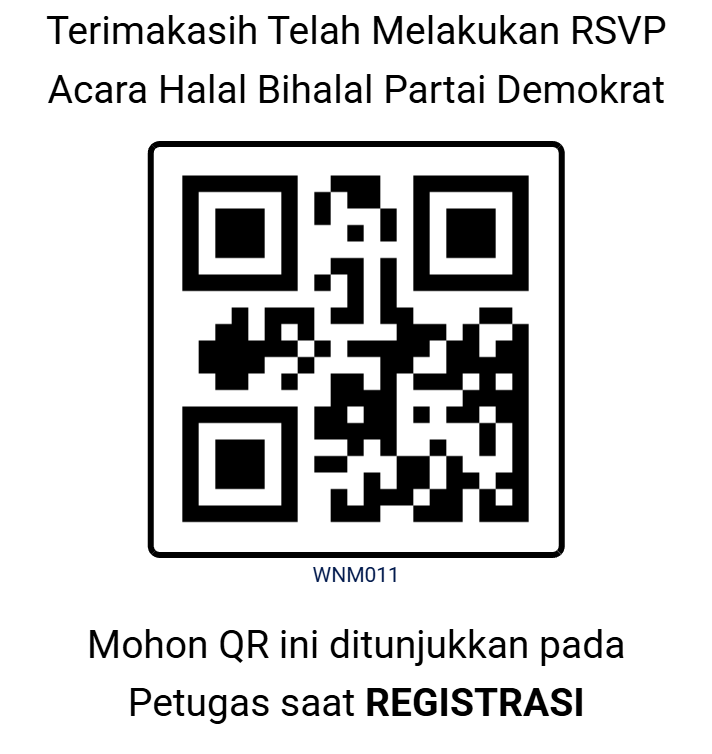 Terimakasih Telah Melakukan RSVP
Acara Halal Bihalal Partai Demokrat
WNM011
Mohon QR ini ditunjukkan pada
Petugas saat REGISTRASI